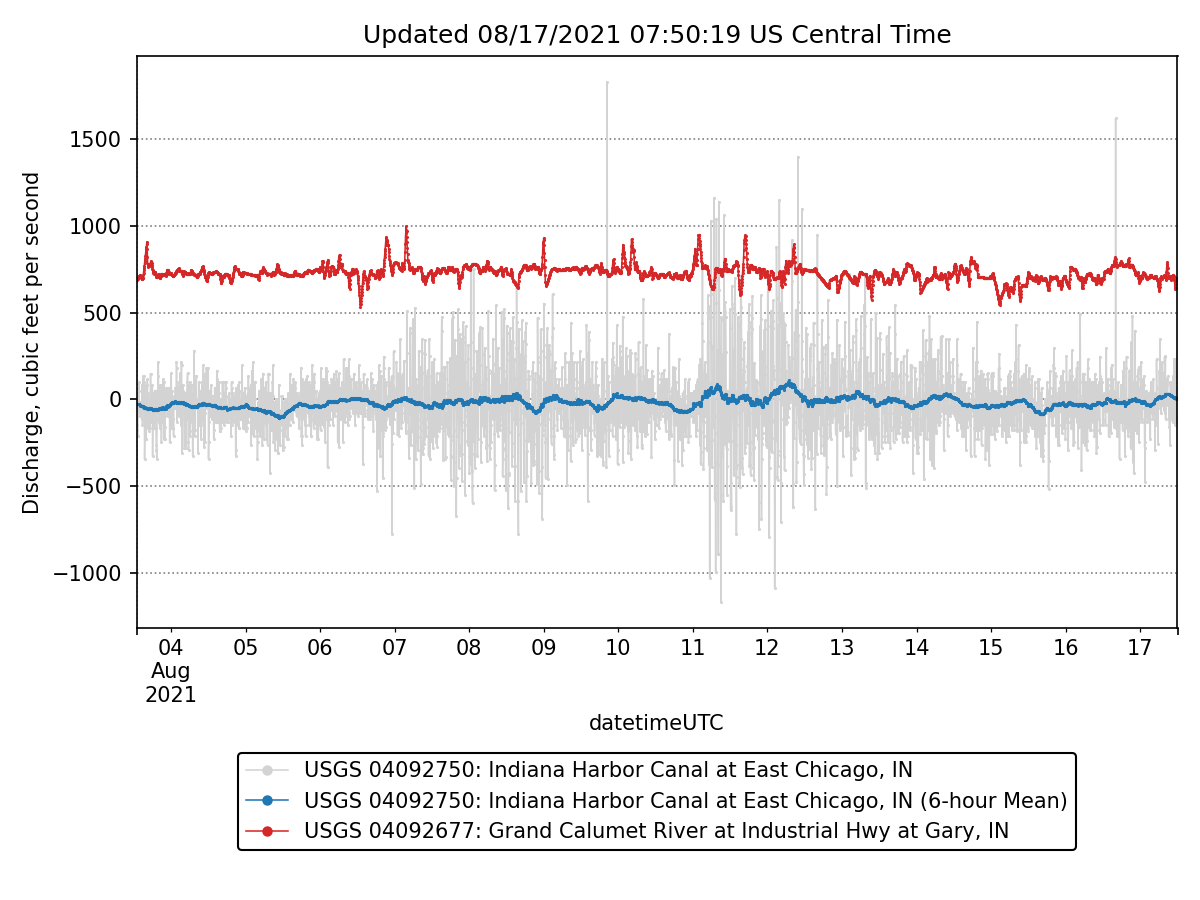 Updated 08/17/2021 07:50:19 US Central Time
Discharge, cubic feet per second
1500
1000
500
0
−500
−1000
04 05 06 07 08 09 10 11 12 13 14 15 16 17
Aug
2021
datetimeUTC
USGS 04092750: Indiana Harbor Canal at East Chicago, IN
USGS 04092750: Indiana Harbor Canal at East Chicago, IN (6-hour Mean)
USGS 04092677: Grand Calumet River at Industrial Hwy at Gary, IN